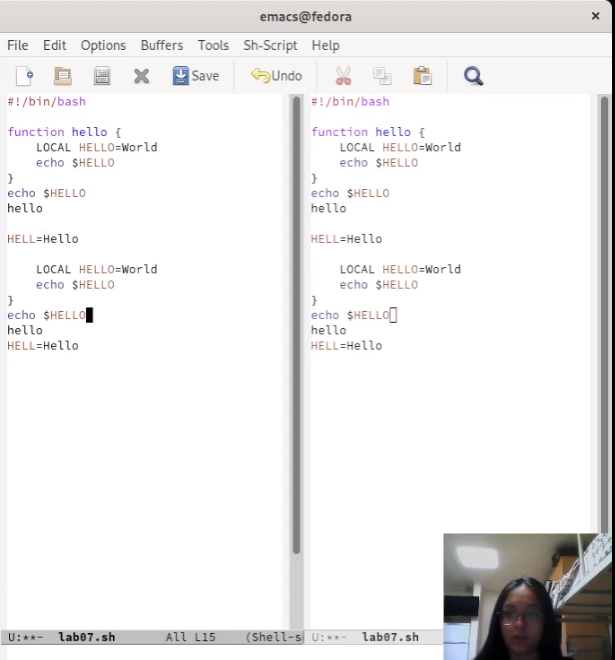 emacs@fedora ×
File Edit Options Buffers Tools Sh-Script Help
Save Undo
#!/bin/bash
function hello {
LOCAL HELLO=World
echo $HELLO
}
echo $HELLO
hello
HELL=Hello
LOCAL HELLO=World
echo $HELLO
}
echo $HELLO
hello
HELL=Hello
U:**- lab07.sh All L15 (Shell-s
#!/bin/bash
function hello {
LOCAL HELLO=World
echo $HELLO
}
echo $HELLO
hello
HELL=Hello
LOCAL HELLO=World
echo $HELLO
}
echo $HELLO
hello
HELL=Hello
U:**- lab07.sh